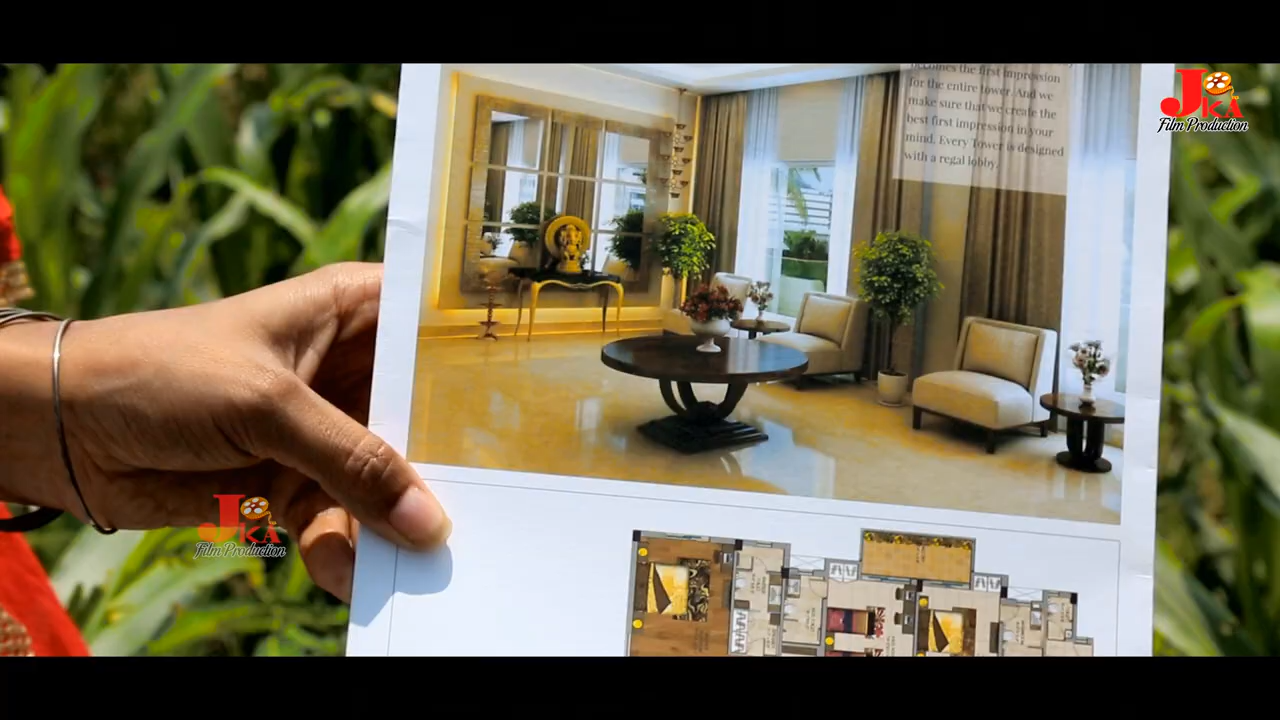 becomes the first impression
for the entire tower. And we
make sure that we create the
best first impression in your
mind. Every Tower is designed
with a regal lobby.
JKA
Film Production
JKA
Film Production